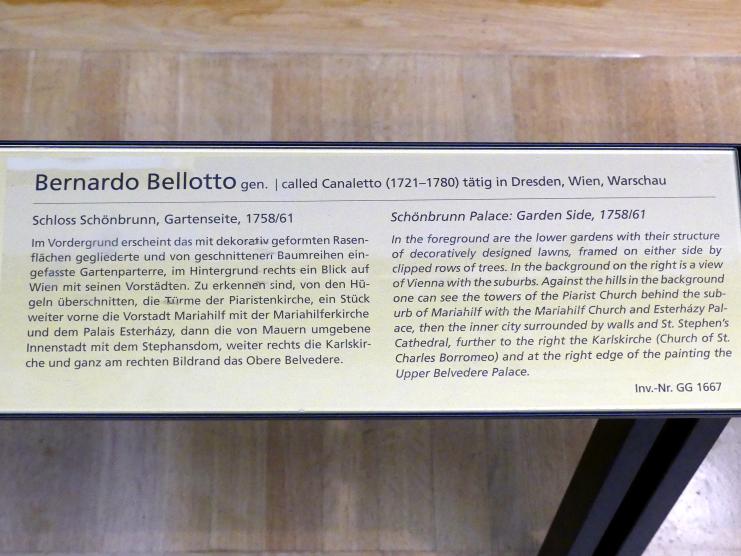 Bernardo Bellotto gen. | called Canaletto (1721–1780) tätig in Dresden, Wien, Warschau
Schloss Schönbrunn, Gartenseite, 1758/61
Im Vordergrund erscheint das mit dekorativ geformten Rasen-
flächen gegliederte und von geschnittenen Baumreihen ein-
gefasste Gartenparterre, im Hintergrund rechts ein Blick auf
Wien mit seinen Vorstädten. Zu erkennen sind, von den Hü-
geln überschnitten, die Türme der Piaristenkirche, ein Stück
weiter vorne die Vorstadt Mariahilf mit der Mariahilferkirche
und dem Palais Esterházy, dann die von Mauern umgebene
Innenstadt mit dem Stephansdom, weiter rechts die Karlskir-
che und ganz am rechten Bildrand das Obere Belvedere.
Schönbrunn Palace: Garden Side, 1758/61
In the foreground are the lower gardens with their structure
of decoratively designed lawns, framed on either side by
clipped rows of trees. In the background on the right is a view
of Vienna with the suburbs. Against the hills in the background
one can see the towers of the Piarist Church behind the sub-
urb of Mariahilf with the Mariahilf Church and Esterházy Pal-
ace, then the inner city surrounded by walls and St. Stephen's
Cathedral, further to the right the Karlskirche (Church of St.
Charles Borromeo) and at the right edge of the painting the
Upper Belvedere Palace.
Inv.-Nr. GG 1667